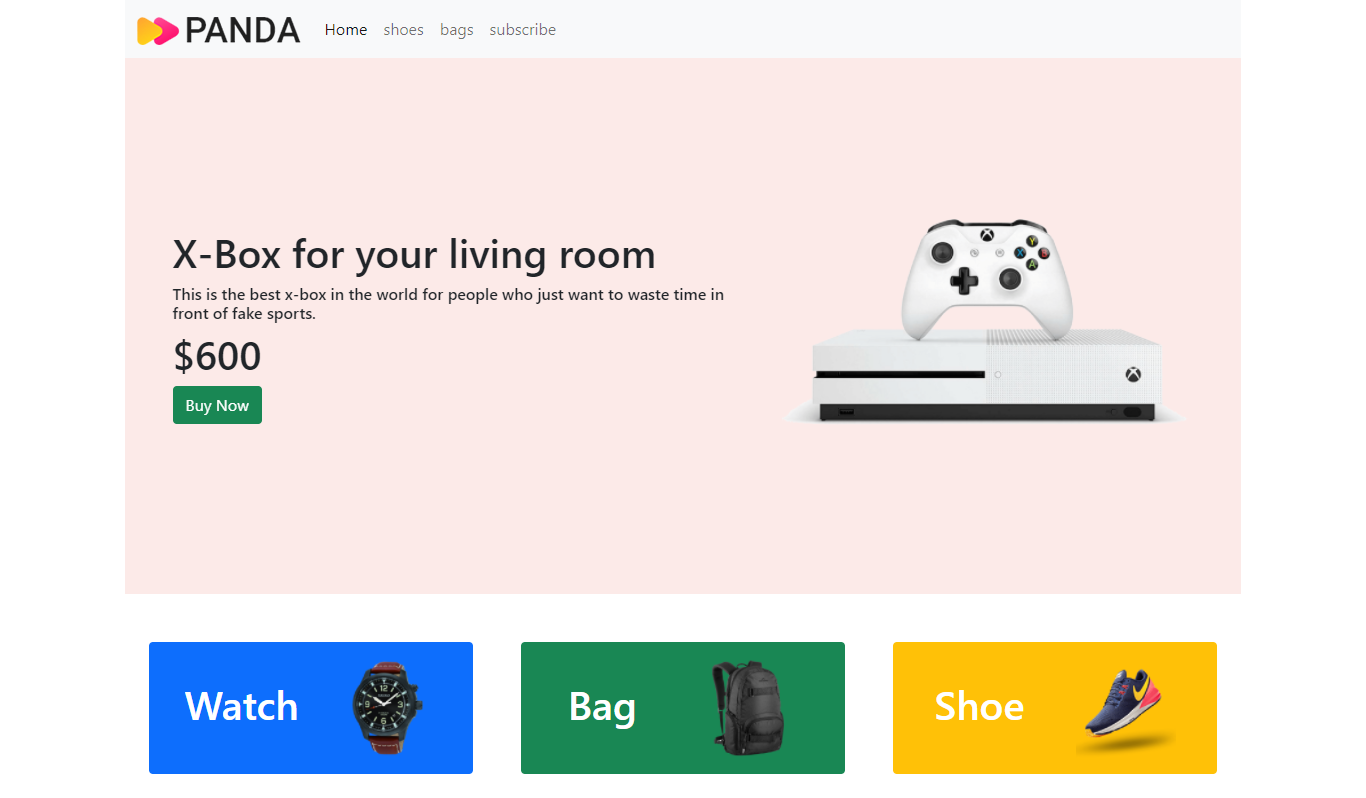 PANDA Home shoes bags subscribe
X-Box for your living room
This is the best x-box in the world for people who just want to waste time in
front of fake sports.
$600
Buy Now
Y
X B
A
Watch Bag Shoe